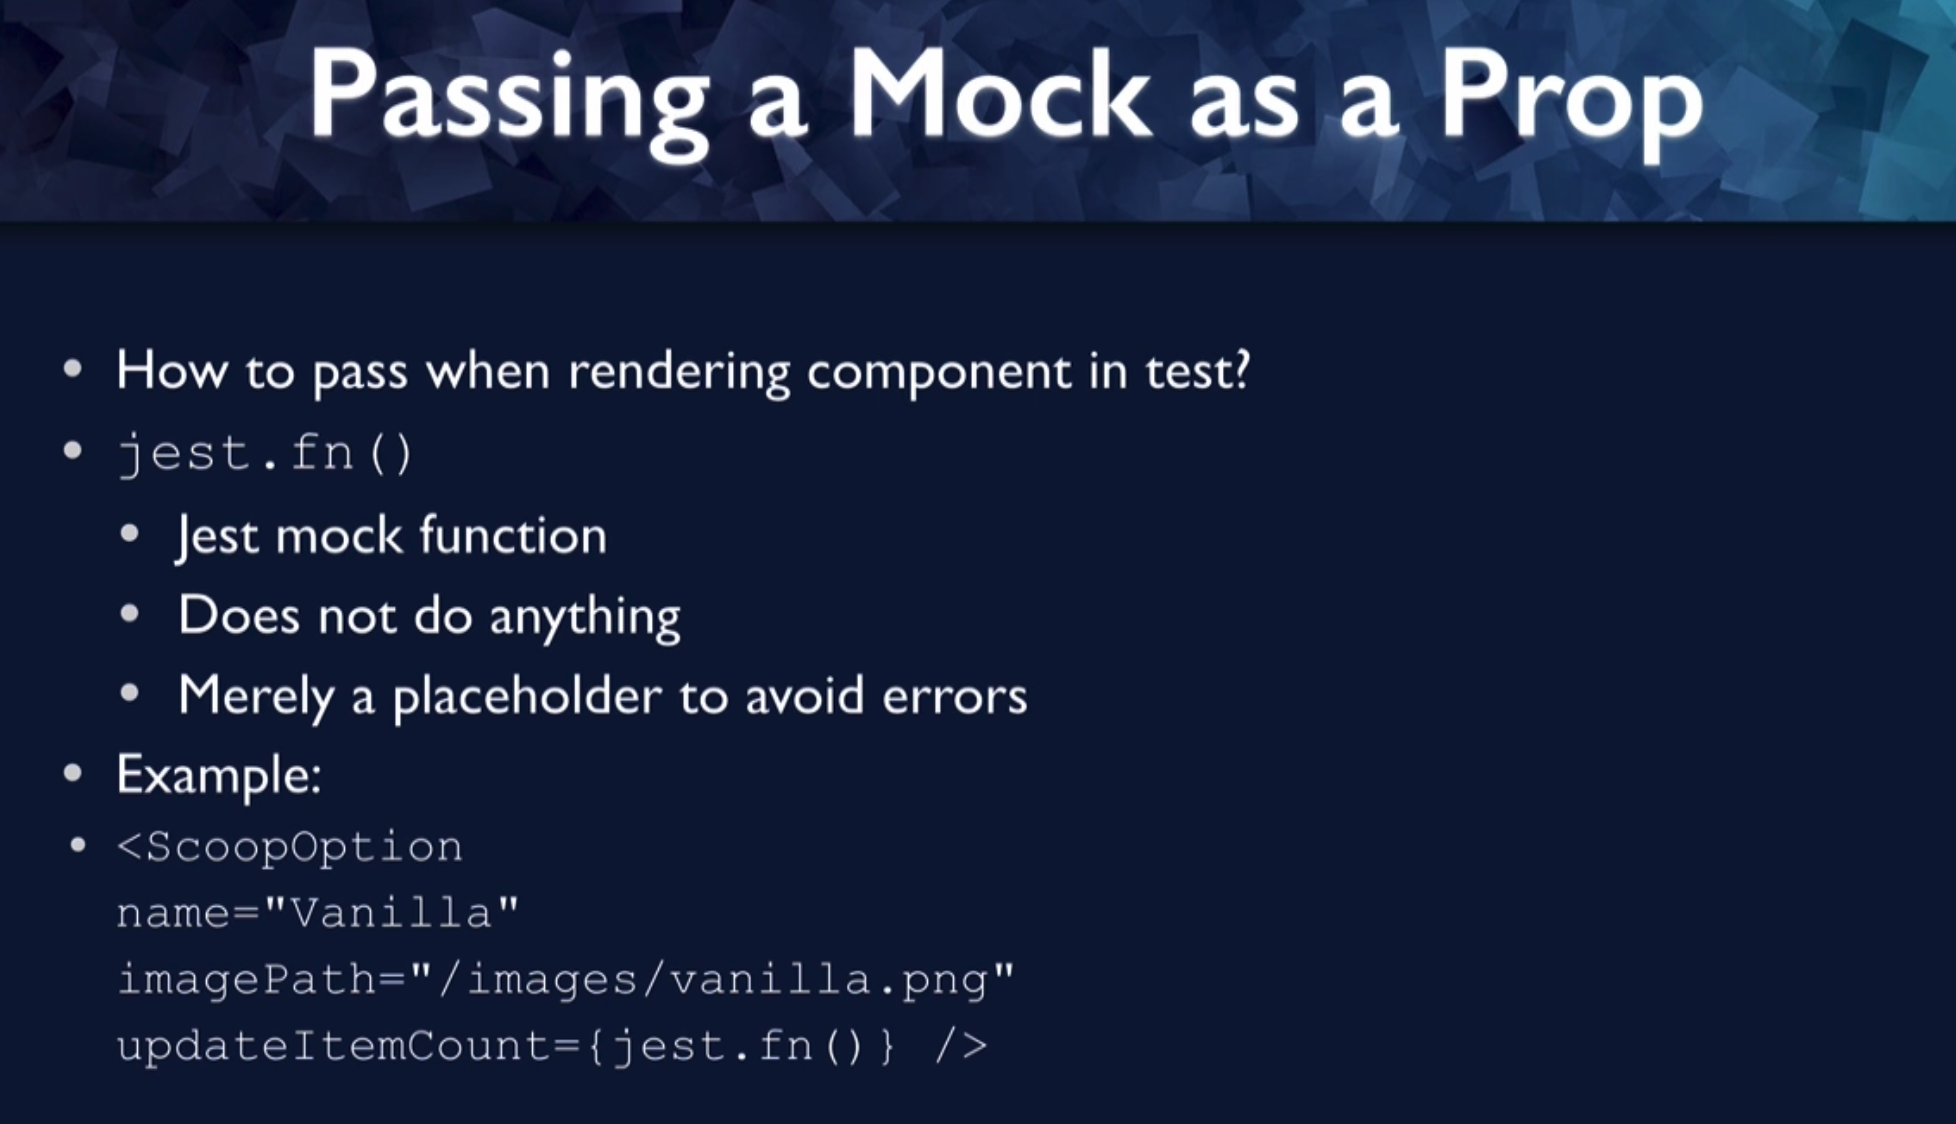 Passing a Mock as a Prop
• How to pass when rendering component in test?
• jest.fn()
• Jest mock function
• Does not do anything
• Merely a placeholder to avoid errors
• Example:
• <ScoopOption
name="Vanilla"
imagePath="/images/vanilla.png"
updateItemCount={jest.fn()} />